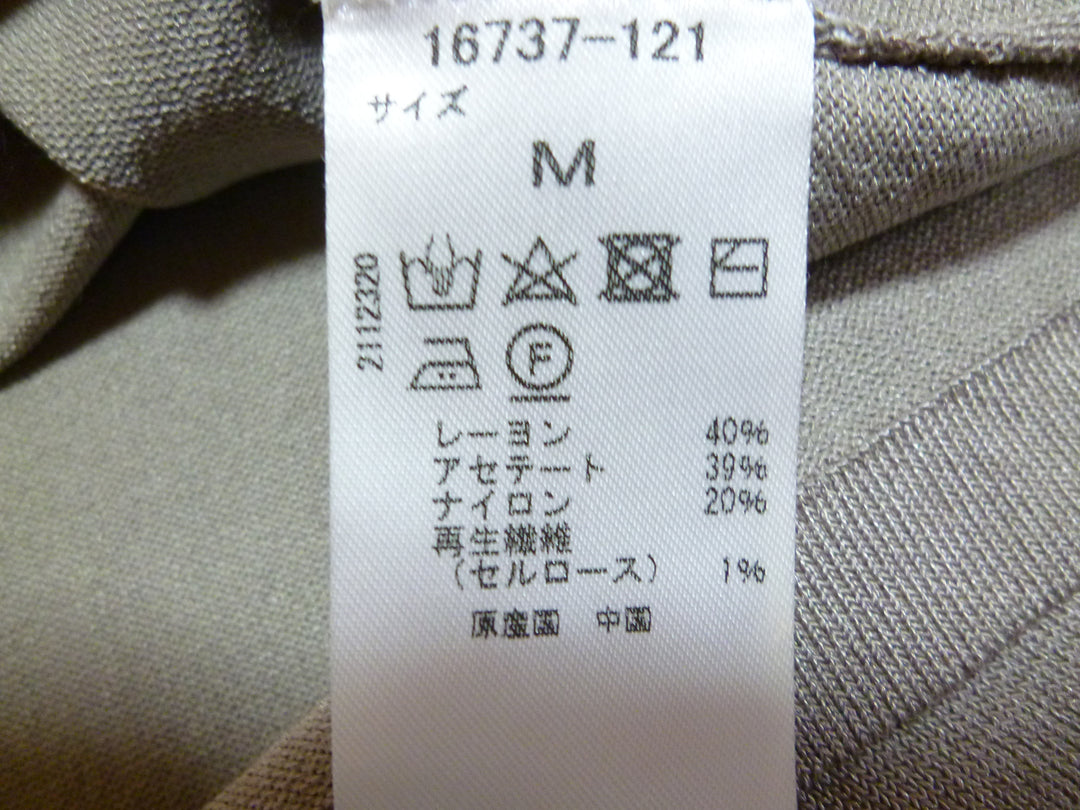 16737-121
サイズ
M
2112320
F
レーヨン 40%
アセテート 39%
ナイロン 20%
再生繊維
(セルロース) 1%
原産国 中国